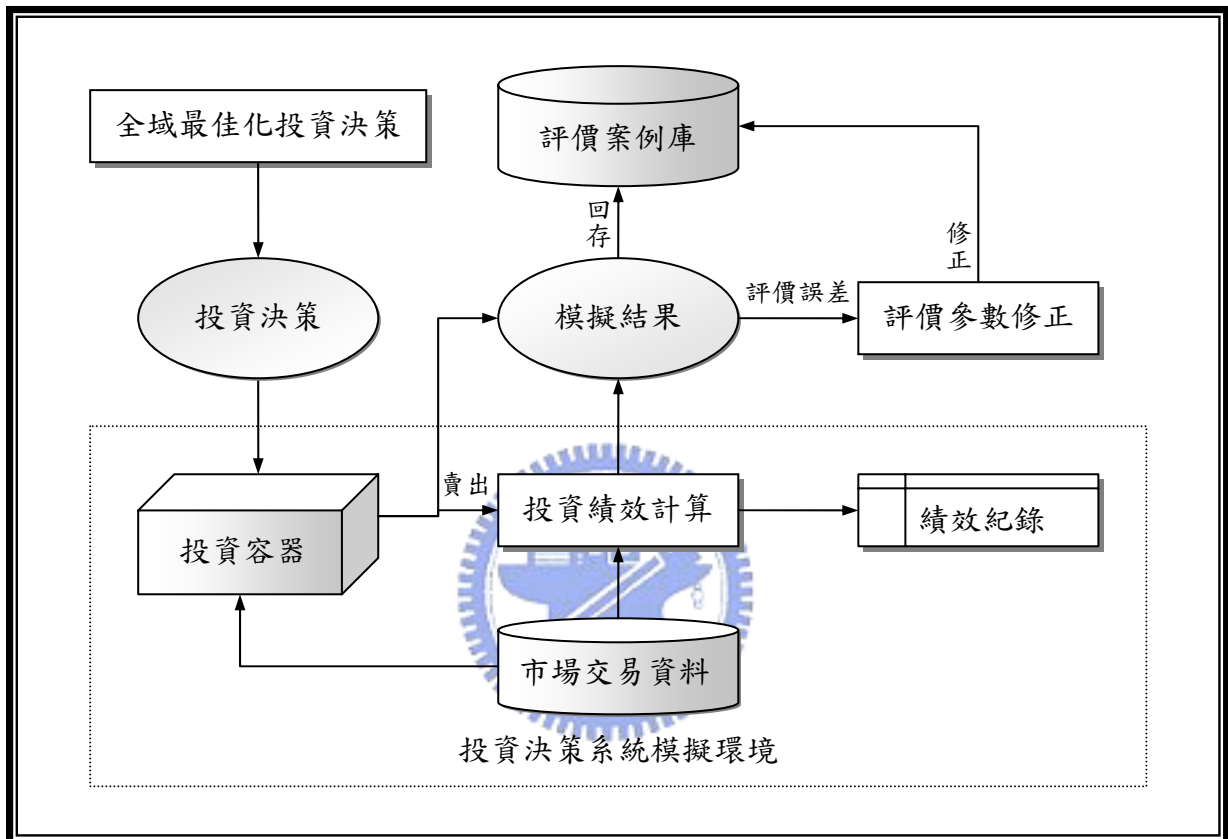 全域最佳化投資決策
評價案例庫
回存
修正
投資決策
模擬結果
評價誤差
評價參數修正
賣出
投資容器
投資績效計算
績效紀錄
市場交易資料
投資決策系統模擬環境